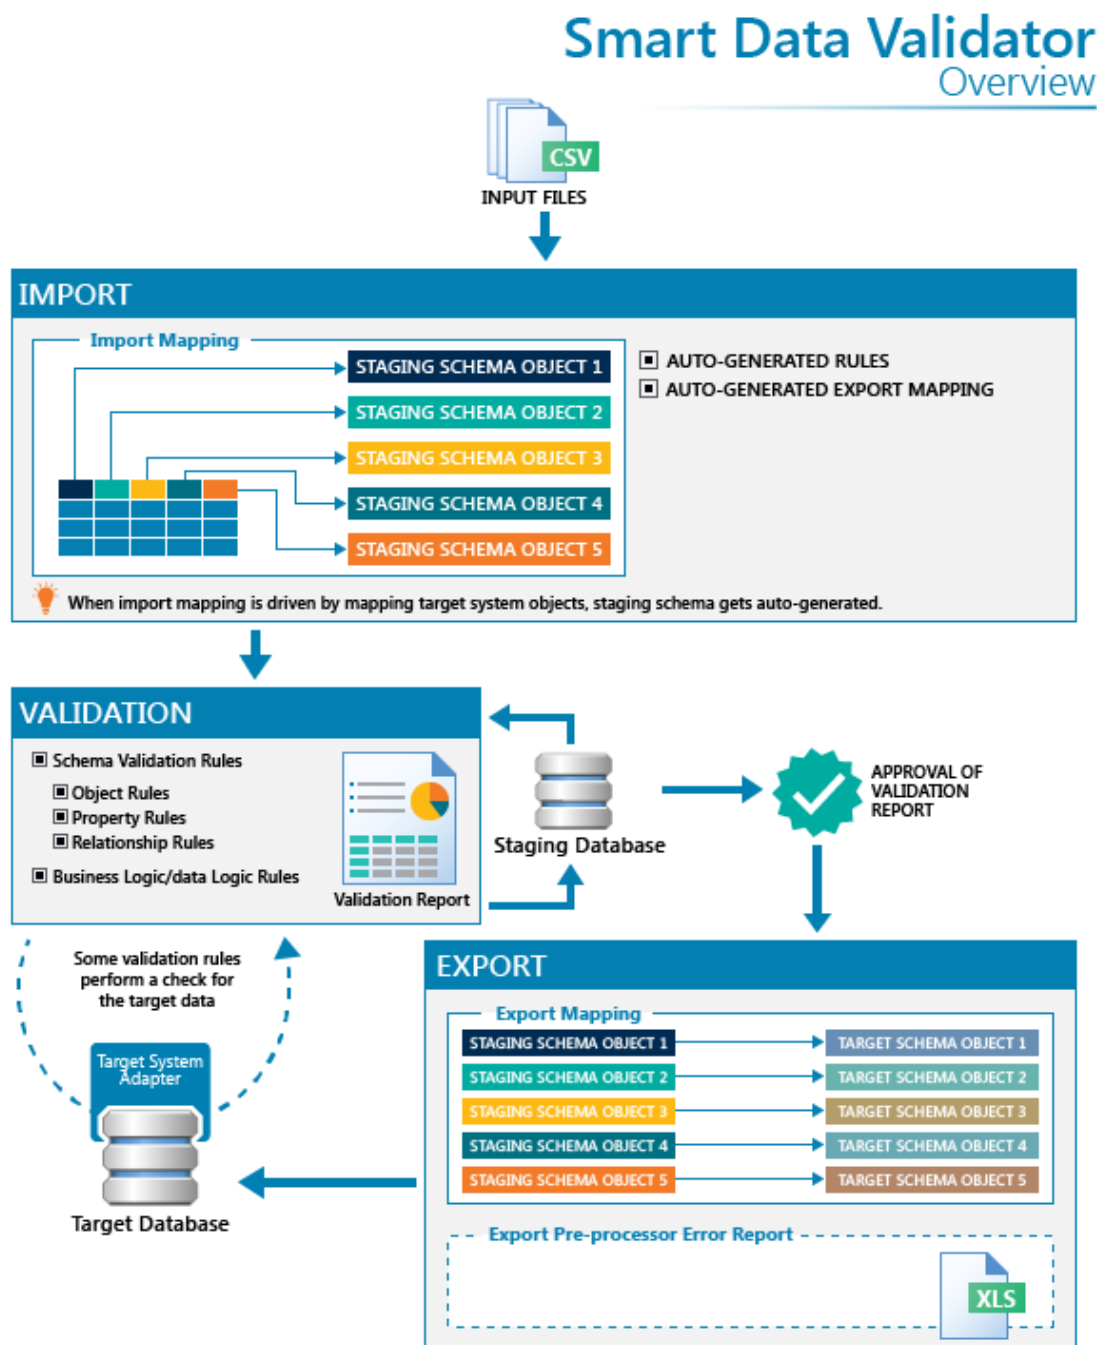 Smart Data Validator
Overview
CSV
INPUT FILES
IMPORT
Import Mapping
STAGING SCHEMA OBJECT 1
STAGING SCHEMA OBJECT 2
STAGING SCHEMA OBJECT 3
STAGING SCHEMA OBJECT 4
STAGING SCHEMA OBJECT 5
AUTO-GENERATED RULES
AUTO-GENERATED EXPORT MAPPING
When import mapping is driven by mapping target system objects, staging schema gets auto-generated.
VALIDATION
Schema Validation Rules
Object Rules
Property Rules
Relationship Rules
Business Logic/data Logic Rules
Validation Report
Staging Database
APPROVAL OF
VALIDATION
REPORT
Some validation rules
perform a check for
the target data
Target System
Adapter
Target Database
EXPORT
Export Mapping
STAGING SCHEMA OBJECT 1
TARGET SCHEMA OBJECT 1
STAGING SCHEMA OBJECT 2
TARGET SCHEMA OBJECT 2
STAGING SCHEMA OBJECT 3
TARGET SCHEMA OBJECT 3
STAGING SCHEMA OBJECT 4
TARGET SCHEMA OBJECT 4
STAGING SCHEMA OBJECT 5
TARGET SCHEMA OBJECT 5
Export Pre-processor Error Report
XLS